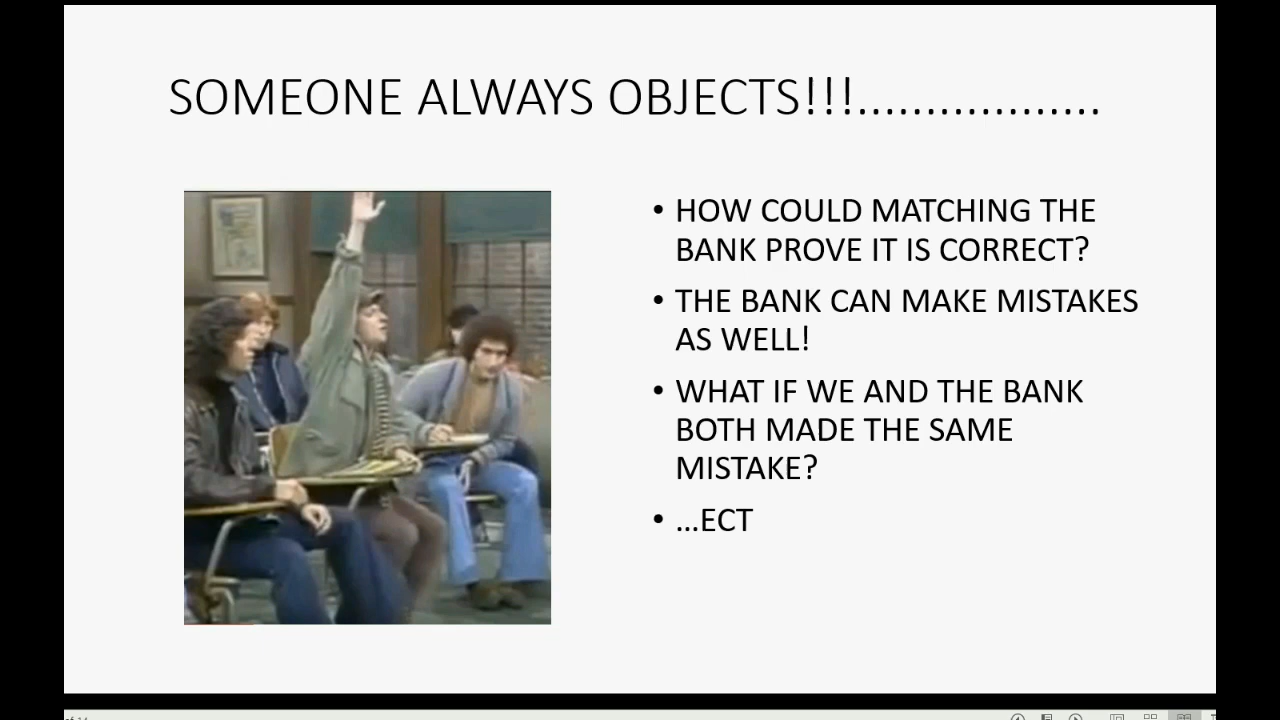 SOMEONE ALWAYS OBJECTS!!!..................
• HOW COULD MATCHING THE
BANK PROVE IT IS CORRECT?
• THE BANK CAN MAKE MISTAKES
AS WELL!
• WHAT IF WE AND THE BANK
BOTH MADE THE SAME
MISTAKE?
• …ECT